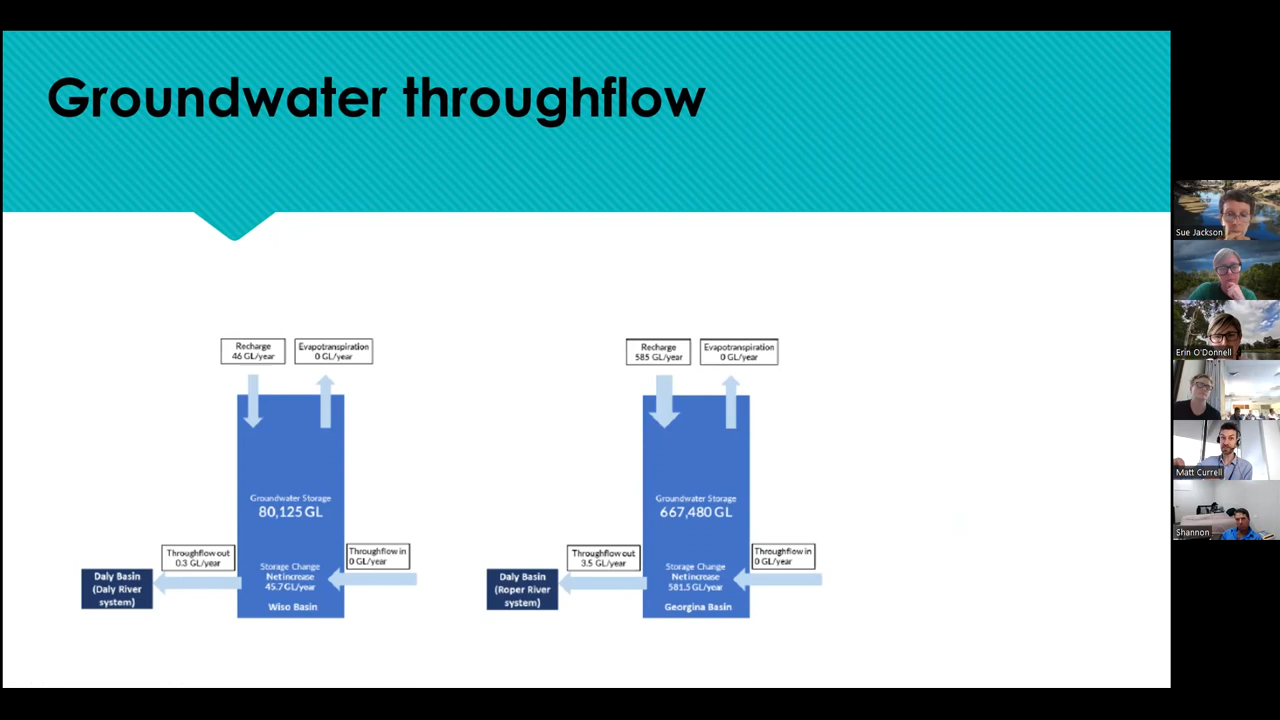 Groundwater throughflow
Recharge
46 GL/year
Evapotranspiration
0 GL/year
Groundwater Storage
80,125 GL
Throughflow out
0.3 GL/year
Throughflow in
0 GL/year
Storage Change
Net increase
45.7 GL/year
Daly Basin
(Daly River
system)
Wiso Basin
Recharge
585 GL/year
Evapotranspiration
0 GL/year
Groundwater Storage
667,480 GL
Throughflow out
3.5 GL/year
Throughflow in
0 GL/year
Storage Change
Net increase
581.5 GL/year
Daly Basin
(Roper River
system)
Georgina Basin
Sue Jackson
Erin O'Donnell
Matt Currell
Shannon